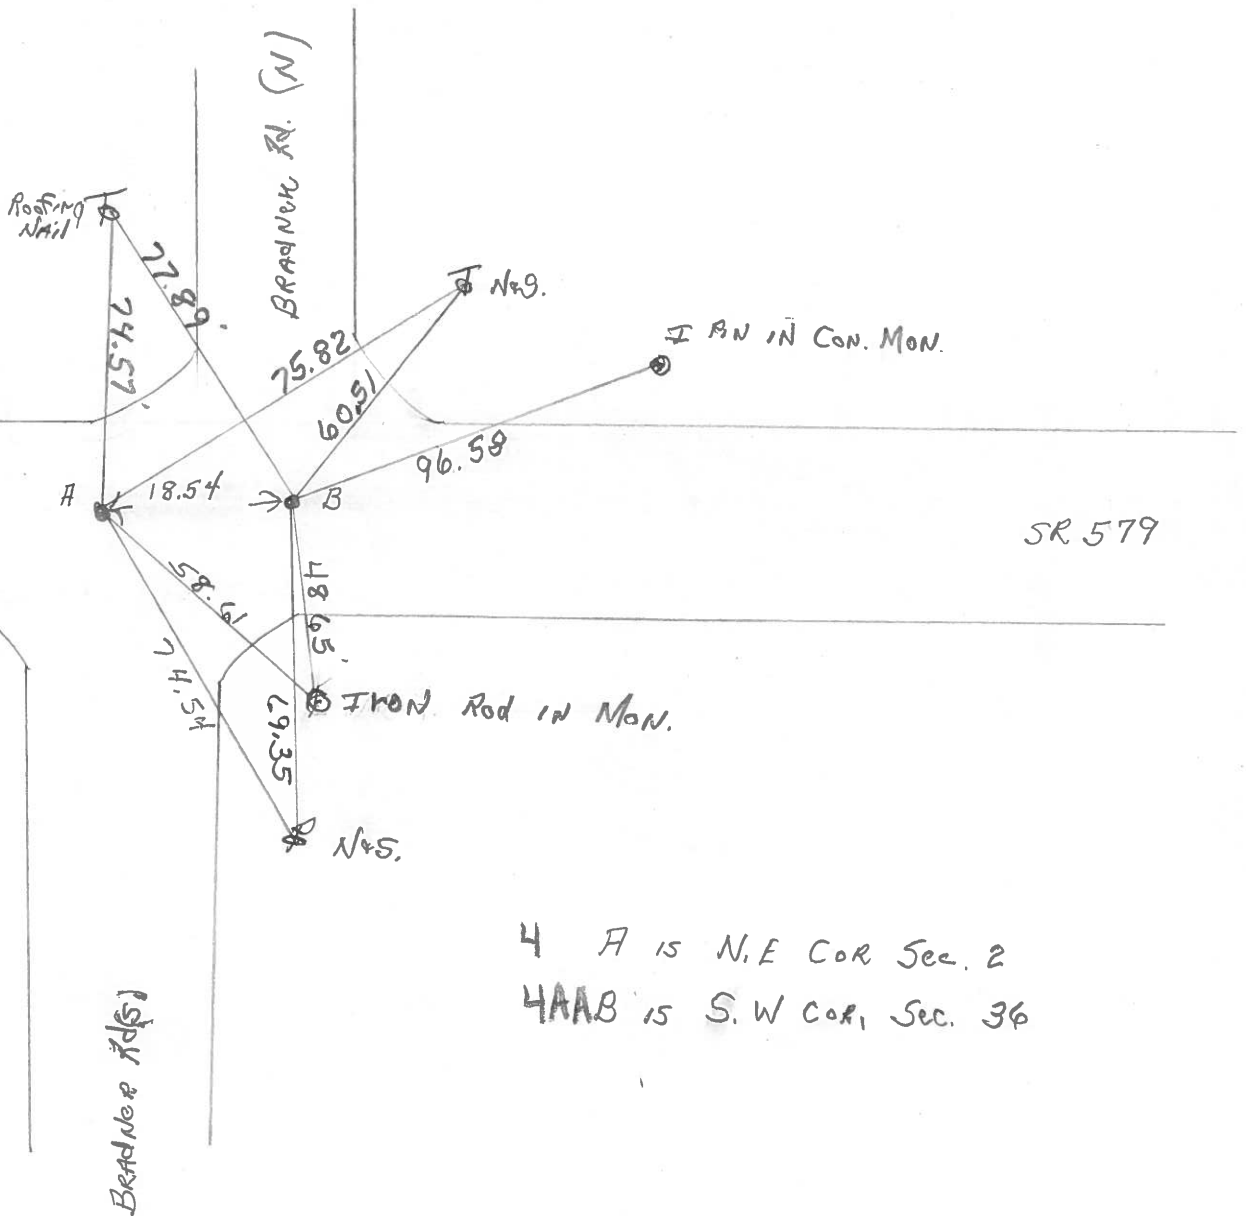 BRADNER Rd. (N)
Roofing
NAil
77.89'
74.57'
N&S.
75.82
60.51
I PIN IN CON. MON.
96.58
A
18.54
B
SR 579
58.61
48.65'
74.54
69.35
IRON Rod IN MON.
N&S.
4 A is N.E COR Sec. 2
4AAB is S.W COR, Sec. 36
BRADNER Rd(S)